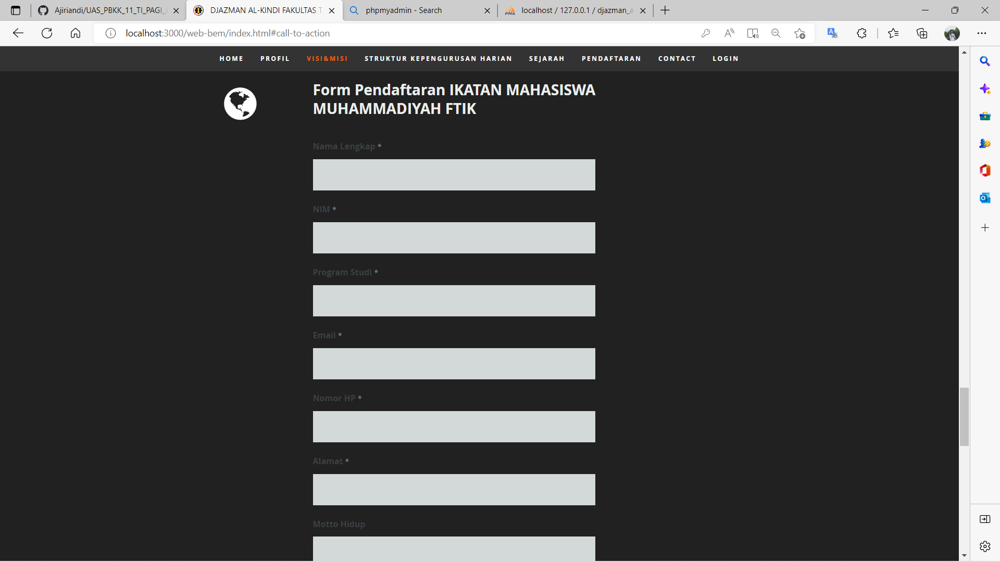 Ajiriandi/UAS_PBKK_11_TI_PAGI_
DJAZMAN AL-KINDI FAKULTAS T
phpmyadmin - Search
PMA
localhost / 127.0.0.1 / djazman_a
localhost:3000/web-bem/index.html#call-to-action
HOME PROFIL VISI&MISI STRUKTUR KEPENGURUSAN HARIAN SEJARAH PENDAFTARAN CONTACT LOGIN
Form Pendaftaran IKATAN MAHASISWA
MUHAMMADIYAH FTIK
Nama Lengkap *
NIM *
Program Studi *
Email *
Nomor HP *
Alamat *
Motto Hidup